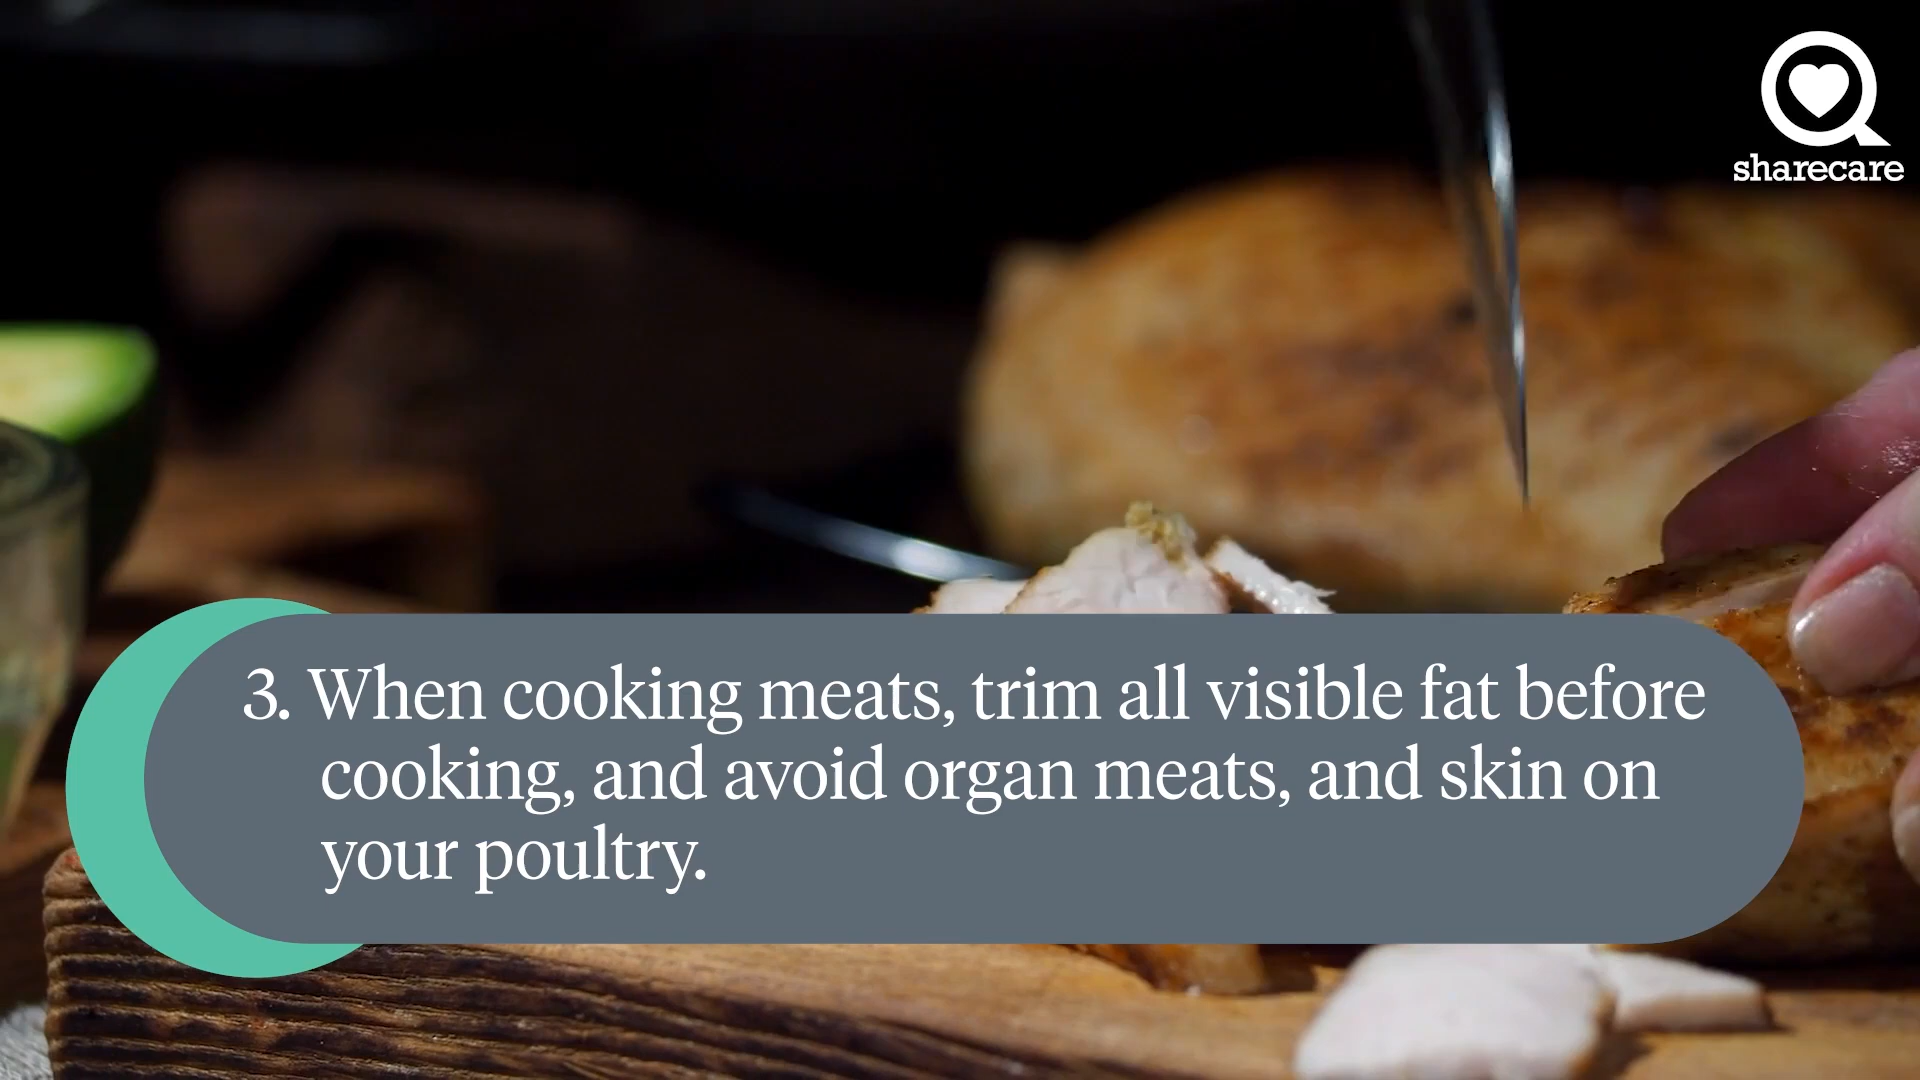 sharecare
3. When cooking meats, trim all visible fat before
cooking, and avoid organ meats, and skin on
your poultry.